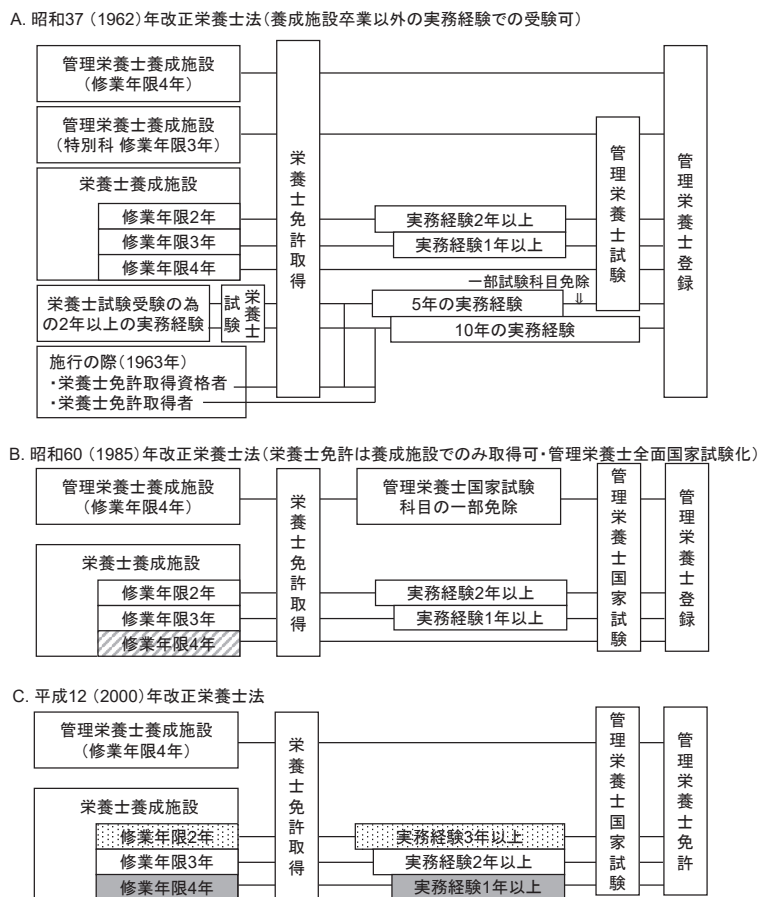 A. 昭和37（1962）年改正栄養士法（養成施設卒業以外の実務経験での受験可）
管理栄養士養成施設
（修業年限4年）
管理栄養士養成施設
（特別科 修業年限3年）
栄養士養成施設
修業年限2年
修業年限3年
修業年限4年
栄養士試験受験の為
の2年以上の実務経験
栄養士
試験
施行の際（1963年）
・栄養士免許取得資格者
・栄養士免許取得者
栄養士免許取得
実務経験2年以上
実務経験1年以上
一部試験科目免除
⇓
5年の実務経験
10年の実務経験
管理栄養士試験
管理栄養士登録
B. 昭和60（1985）年改正栄養士法（栄養士免許は養成施設でのみ取得可・管理栄養士全面国家試験化）
管理栄養士養成施設
（修業年限4年）
栄養士養成施設
修業年限2年
修業年限3年
修業年限4年
栄養士免許取得
管理栄養士国家試験
科目の一部免除
実務経験2年以上
実務経験1年以上
管理栄養士国家試験
管理栄養士登録
C. 平成12（2000）年改正栄養士法
管理栄養士養成施設
（修業年限4年）
栄養士養成施設
修業年限2年
修業年限3年
修業年限4年
栄養士免許取得
実務経験3年以上
実務経験2年以上
実務経験1年以上
管理栄養士国家試験
管理栄養士免許